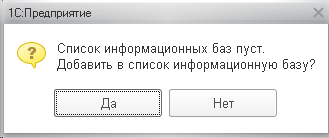 1С:Предприятие
Список информационных баз пуст.
Добавить в список информационную базу?
Да
Нет